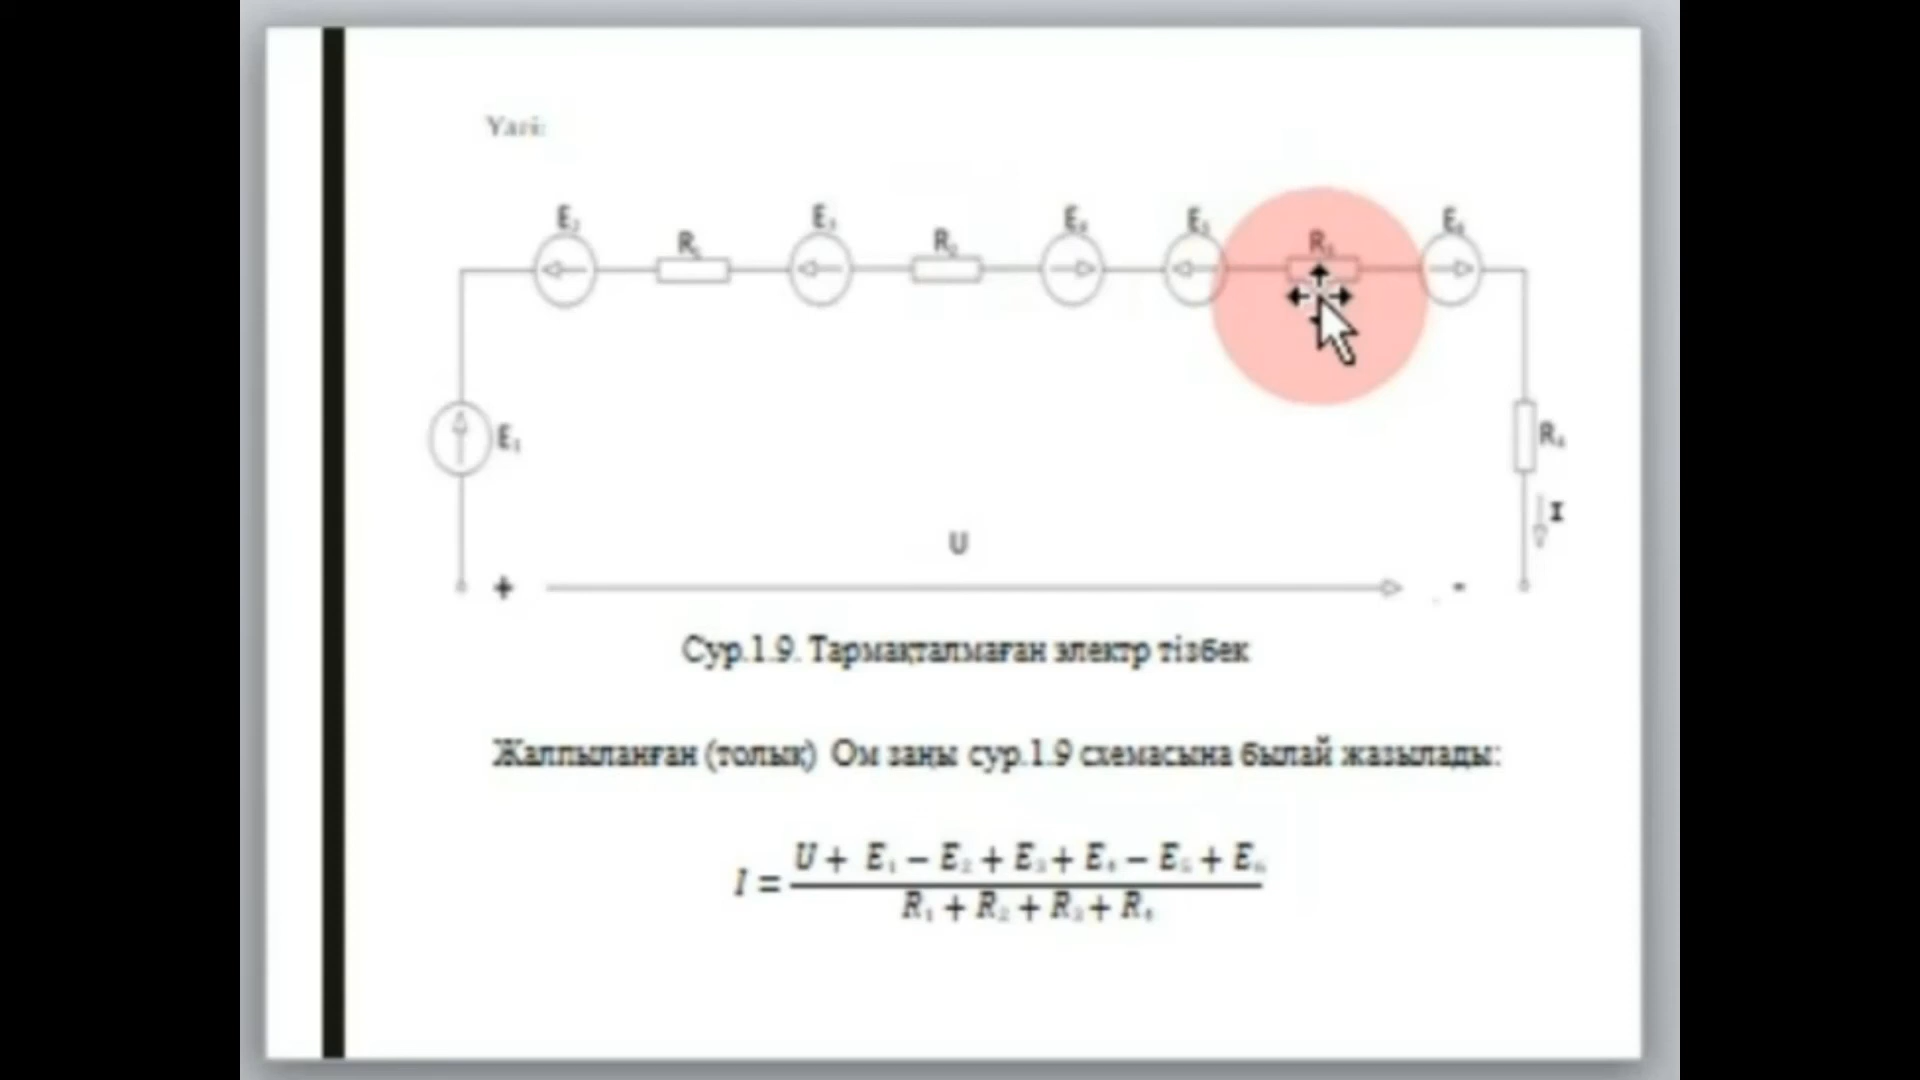 Үлгі:
E₂ R₁ E₃ R₂ E₄ E₅ R₃ E₆
E₁ R₄
I
U
+ -
Сур.1.9. Тармақталмаған электр тізбек
Жалпыланған (толық) Ом заңы сур.1.9 схемасына былай жазылады:
I = (U + E₁ − E₂ + E₃ + E₄ − E₅ + E₆) / (R₁ + R₂ + R₃ + R₄)